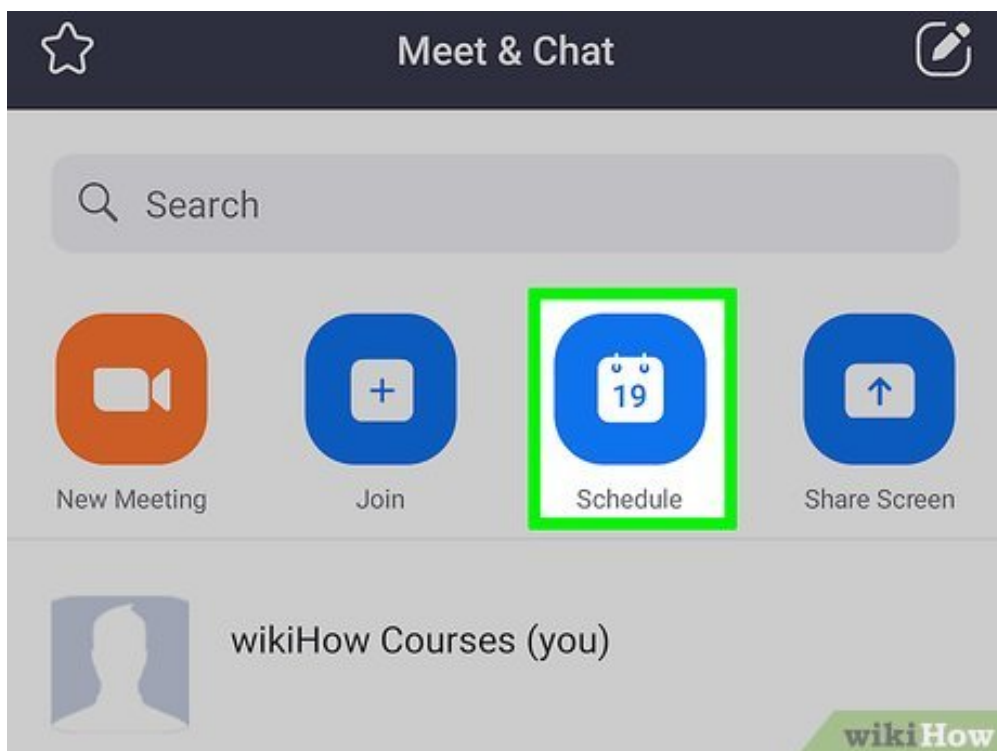 Meet & Chat
Search
19
New Meeting
Join
Schedule
Share Screen
wikiHow Courses (you)
wikiHow